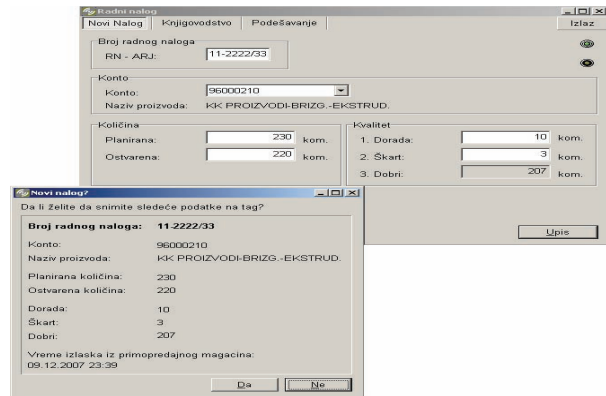 Radni nalog
Novi Nalog Knjigovodstvo Podešavanje Izlaz
Broj radnog naloga
RN - ARJ: 11-2222/33
Konto
Konto: 96000210
Naziv proizvoda: KK PROIZVODI-BRIZG.-EKSTRUD.
Količina
Planirana: 230 kom.
Ostvarena: 220 kom.
Kvalitet
1. Dorada: 10 kom.
2. Škart: 3 kom.
3. Dobri: 207 kom.
Upis
Novi nalog?
Da li želite da snimite sledeće podatke na tag?
Broj radnog naloga: 11-2222/33
Konto: 96000210
Naziv proizvoda: KK PROIZVODI-BRIZG.-EKSTRUD.
Planirana količina: 230
Ostvarena količina: 220
Dorada: 10
Škart: 3
Dobri: 207
Vreme izlaska iz primopredajnog magacina:
09.12.2007 23:39
Da Ne